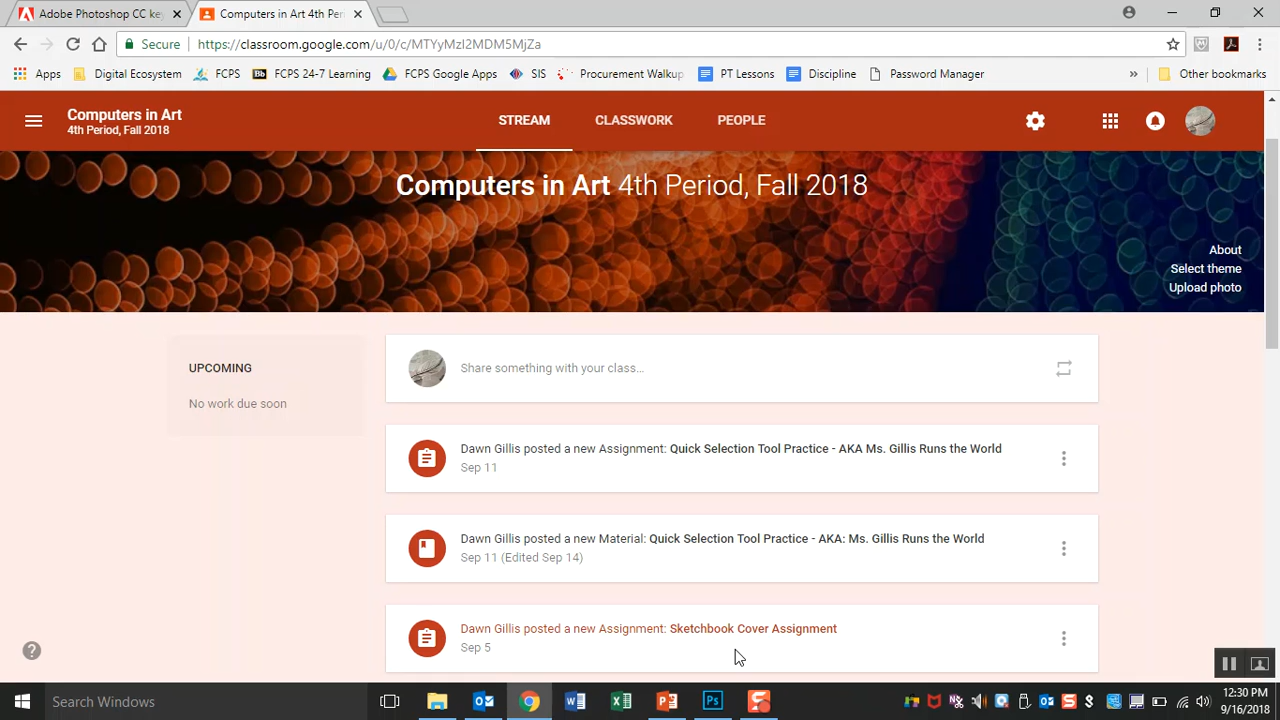 Adobe Photoshop CC ke
Computers in Art 4th Peri
Secure
https://classroom.google.com/u/0/c/MTYyMzI2MDM5MjZa
Apps
Digital Ecosystem
FCPS
Bb
FCPS 24-7 Learning
FCPS Google Apps
SIS
Procurement Walkup
PT Lessons
Discipline
Password Manager
»
Other bookmarks
Computers in Art
4th Period, Fall 2018
STREAM
CLASSWORK
PEOPLE
Computers in Art 4th Period, Fall 2018
About
Select theme
Upload photo
UPCOMING
No work due soon
Share something with your class...
Dawn Gillis posted a new Assignment: Quick Selection Tool Practice - AKA Ms. Gillis Runs the World
Sep 11
Dawn Gillis posted a new Material: Quick Selection Tool Practice - AKA: Ms. Gillis Runs the World
Sep 11 (Edited Sep 14)
Dawn Gillis posted a new Assignment: Sketchbook Cover Assignment
Sep 5
Search Windows
Ps
12:30 PM
9/16/2018